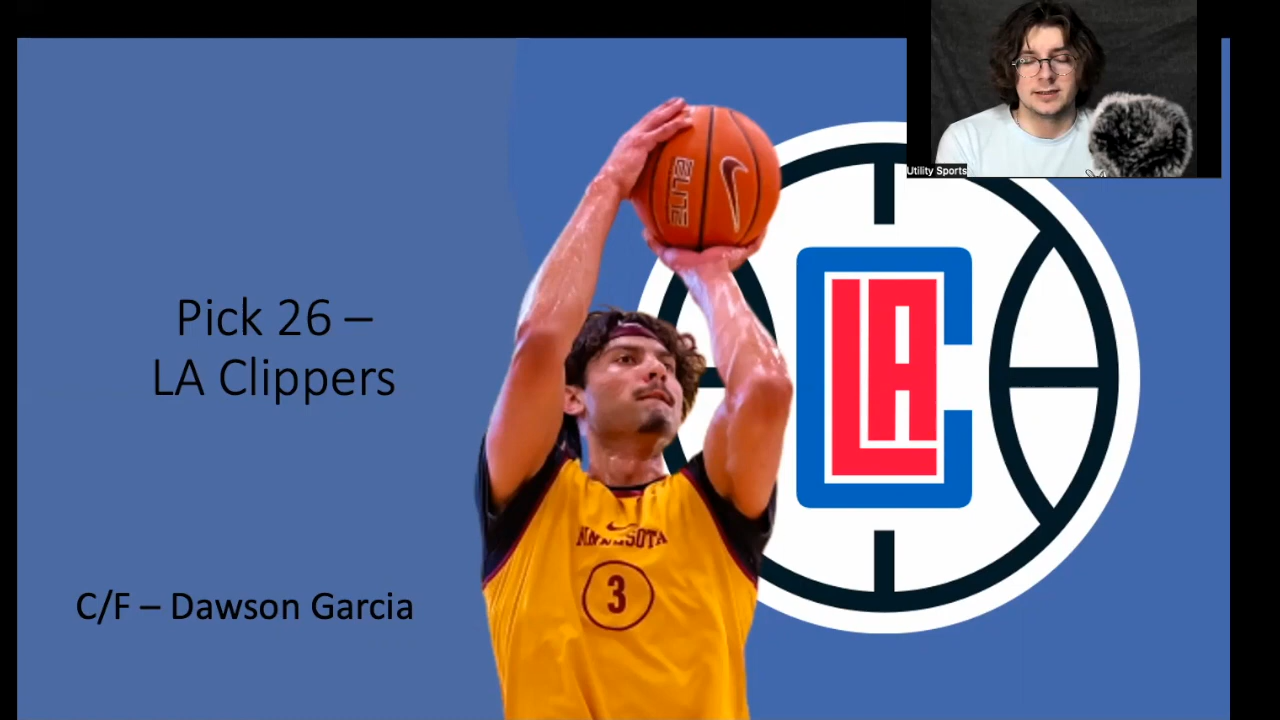 Utility Sports
ELITE
LA
Pick 26 –
LA Clippers
MINNESOTA
3
C/F – Dawson Garcia